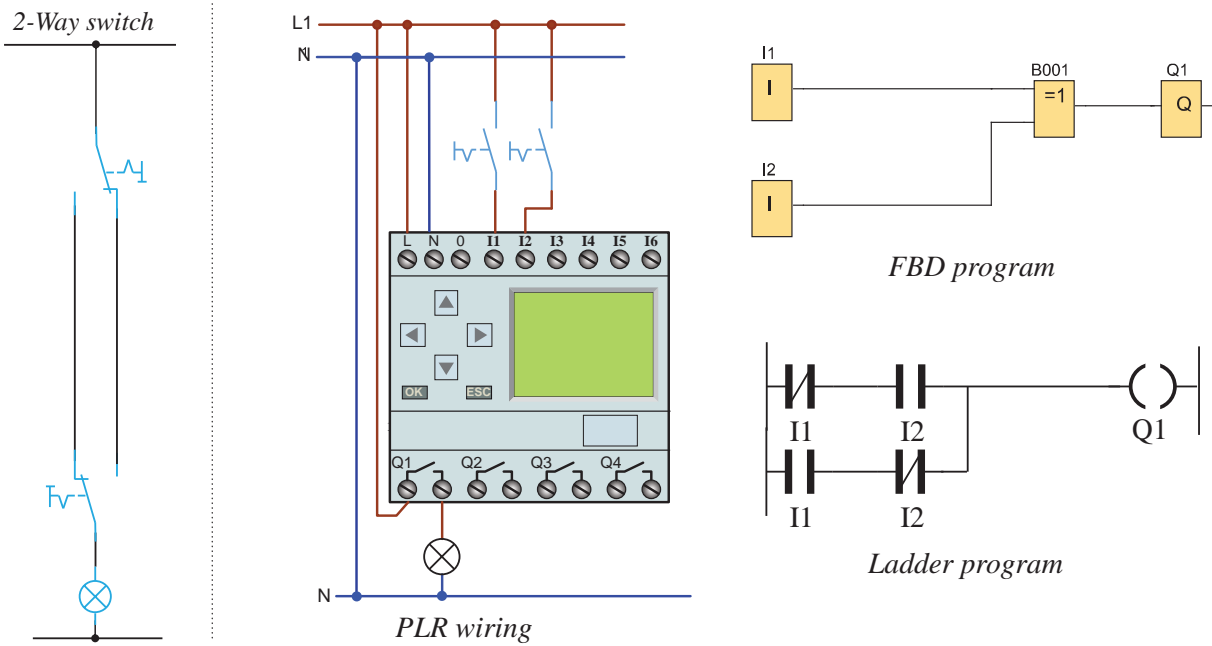 2-Way switch
L1
N
L N 0 I1 I2 I3 I4 I5 I6
OK ESC
Q1 Q2 Q3 Q4
N
PLR wiring
I1
I
B001
=1
Q1
Q
I2
I
FBD program
I1 I2 Q1
I1 I2
Ladder program